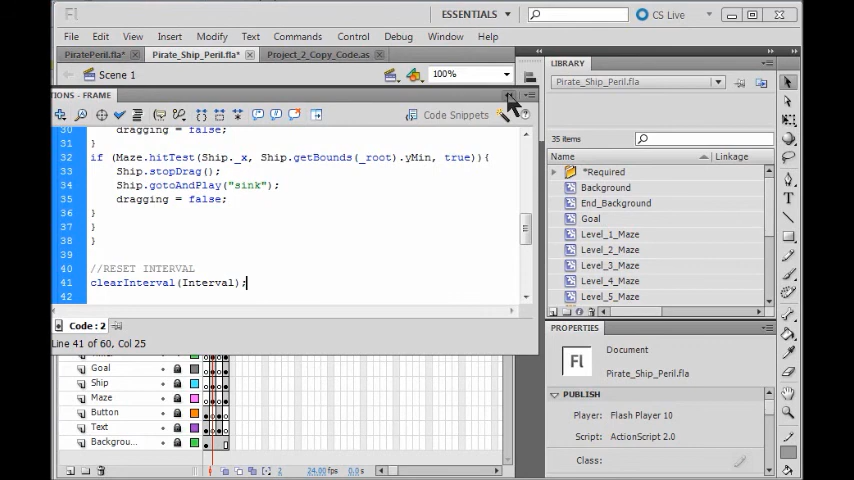 Fl
ESSENTIALS
CS Live
File Edit View Insert Modify Text Commands Control Debug Window Help
PiratePeril.fla* Pirate_Ship_Peril.fla* Project_2_Copy_Code.as
Scene 1
100%
LIBRARY
Pirate_Ship_Peril.fla
TIONS - FRAME
Code Snippets
35 items
Name Linkage
*Required
Background
End_Background
Goal
Level_1_Maze
Level_2_Maze
Level_3_Maze
Level_4_Maze
Level_5_Maze
30 dragging = false;
31 }
32 if (Maze.hitTest(Ship._x, Ship.getBounds(_root).yMin, true)){
33 Ship.stopDrag();
34 Ship.gotoAndPlay("sink");
35 dragging = false;
36 }
37 }
38 }
39
40 //RESET INTERVAL
41 clearInterval(Interval);
42
Code : 2
Line 41 of 60, Col 25
Goal
Ship
Maze
Button
Text
Backgrou...
2 24.00fps 0.0s
PROPERTIES
Fl
Document
Pirate_Ship_Peril.fla
PUBLISH
Player: Flash Player 10
Script: ActionScript 2.0
Class: